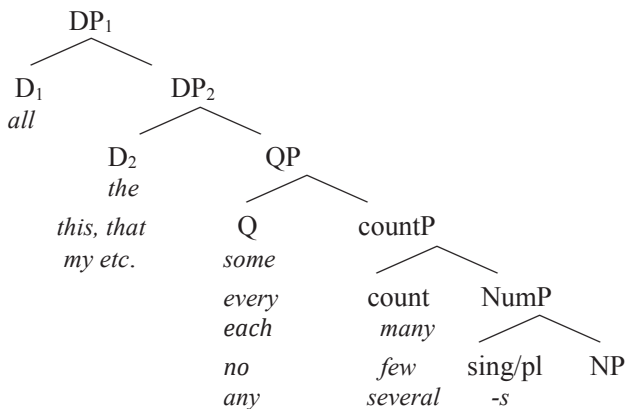 DP₁
D₁ DP₂
all
D₂ QP
the
this, that Q countP
my etc. some
every count NumP
each many
no few sing/pl NP
any several -s